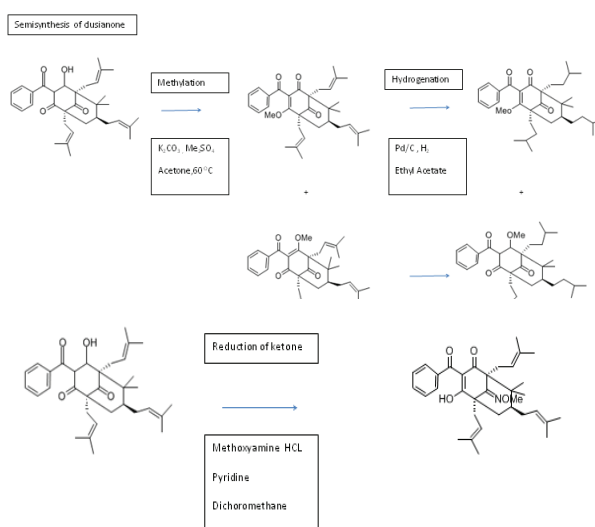 Semisynthesis of dusianone
O OH
O O
Methylation
K₂CO₃ Me₂SO₄
Acetone,60°C
O O
MeO O
Hydrogenation
Pd/C , H₂
Ethyl Acetate
O O
Meo O
+
+
O OMe
O O
O OMe
O O
O OH
O O
Reduction of ketone
Methoxyamine HCL
Pyridine
Dichoromethane
O O
HO NOMe